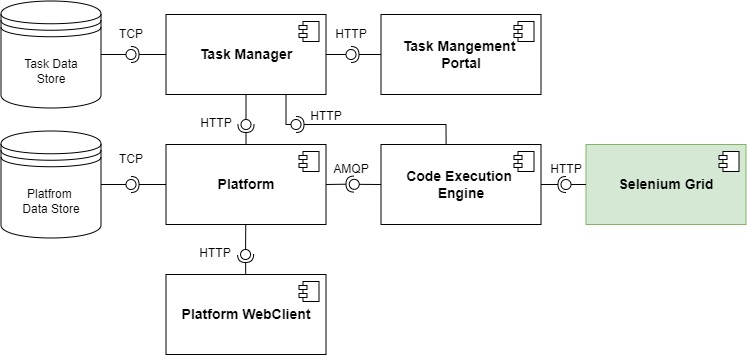 TCP
HTTP
Task Data
Store
Task Manager
Task Mangement
Portal
HTTP
HTTP
TCP
AMQP
HTTP
Platfrom
Data Store
Platform
Code Execution
Engine
Selenium Grid
HTTP
Platform WebClient